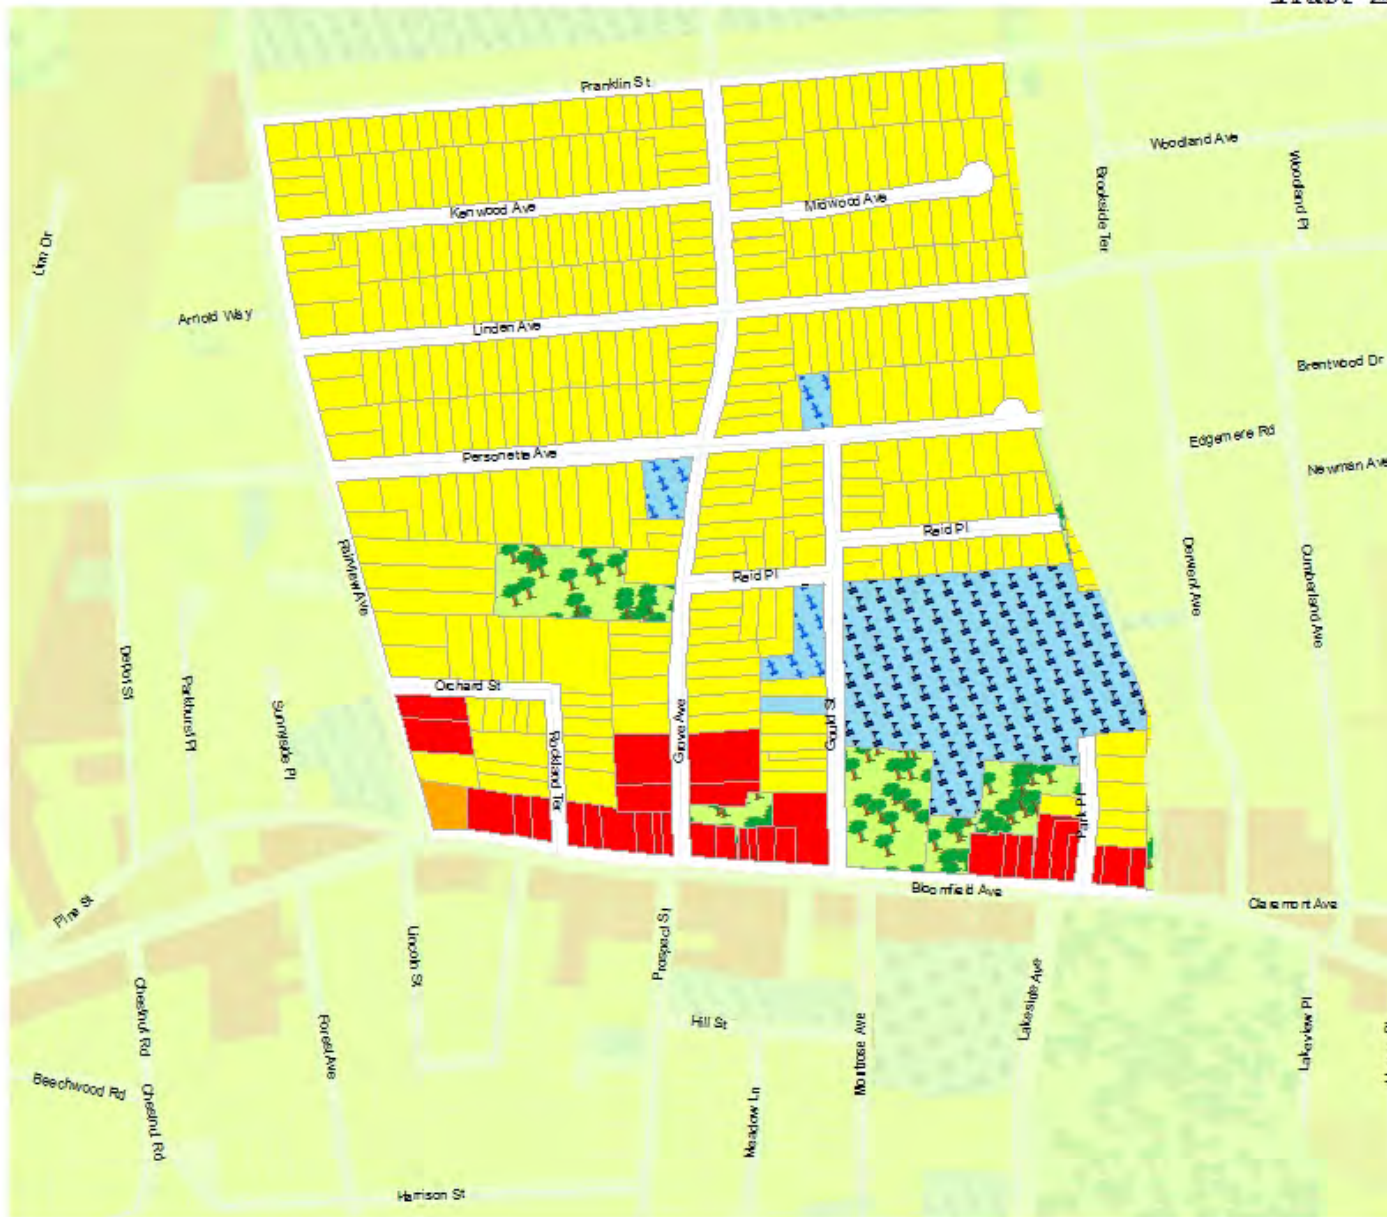 Franklin St
Woodland Ave
Woodland Pl
Brookside Ter
Kenwood Ave
Midwood Ave
Arnold Way
Linden Ave
Brentwood Dr
Edgemere Rd
Newman Ave
Personette Ave
Reid Pl
Reid Pl
Fairview Ave
Derwent Ave
Cumberland Ave
Depot St
Parkhurst Pl
Sunnyside Pl
Orchard St
Rockland Ter
Grove Ave
Gould St
Park Pl
Bloomfield Ave
Claremont Ave
Pine St
Lincoln St
Prospect St
Chestnut Rd
Forest Ave
Hill St
Montrose Ave
Lakeside Ave
Lakeview Pl
Beechwood Rd
Chestnut Rd
Meadow Ln
Harrison St